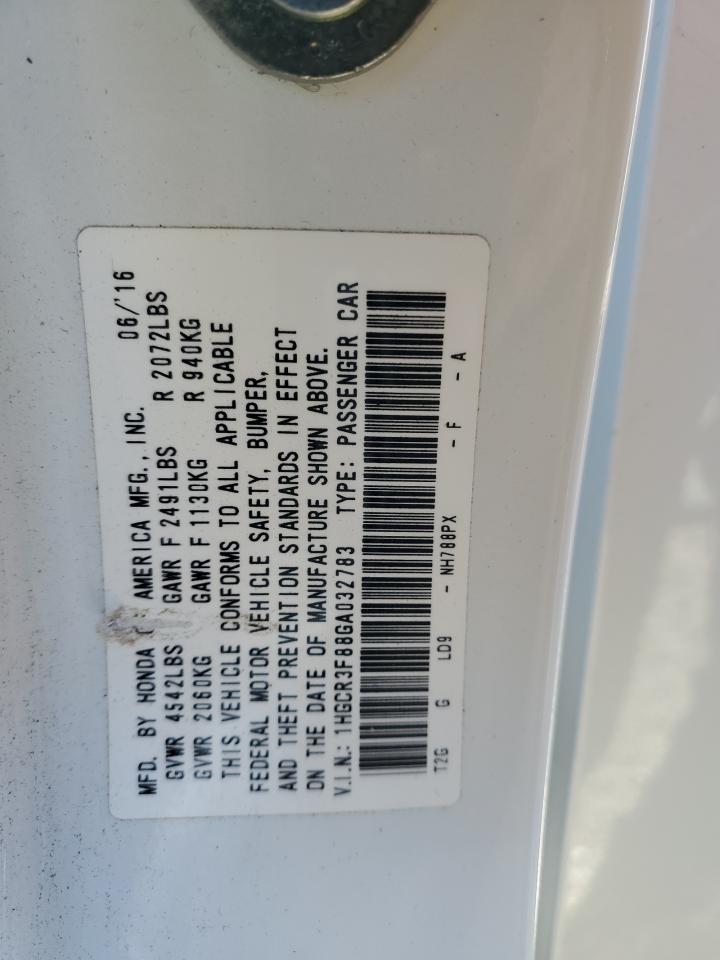 MFD. BY HONDA AMERICA MFG., INC. 06/'16
GVWR 4542LBS GAWR F 2491LBS R 2072LBS
GVWR 2060KG GAWR F 1130KG R 940KG
THIS VEHICLE CONFORMS TO ALL APPLICABLE
FEDERAL MOTOR VEHICLE SAFETY, BUMPER,
AND THEFT PREVENTION STANDARDS IN EFFECT
ON THE DATE OF MANUFACTURE SHOWN ABOVE.
V.I.N.: 1HGCR3F88GA032783 TYPE: PASSENGER CAR
T2G G LD9 - NH788PX - F - A